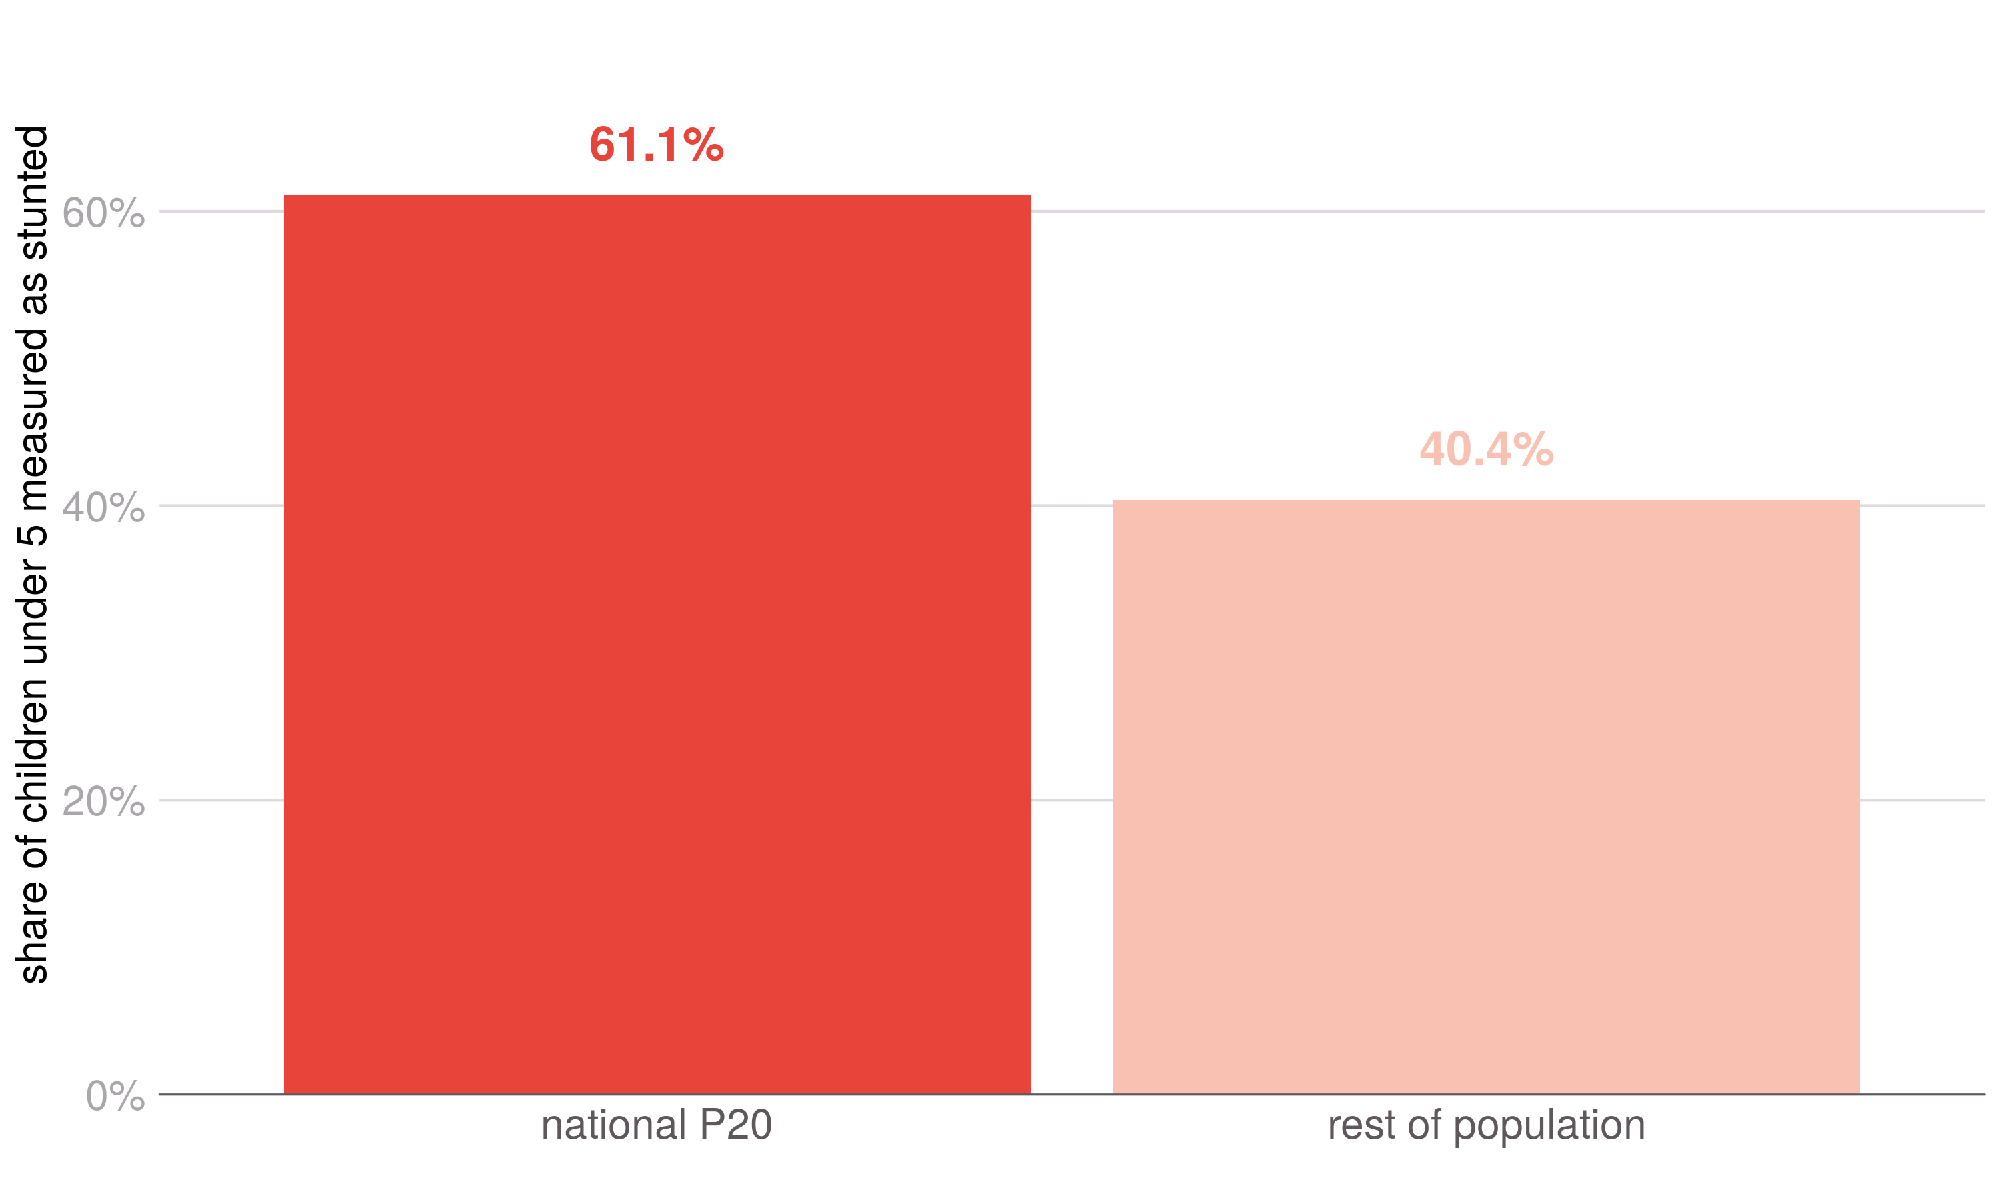 share of children under 5 measured as stunted
60%
40%
20%
0%
61.1%
40.4%
national P20
rest of population